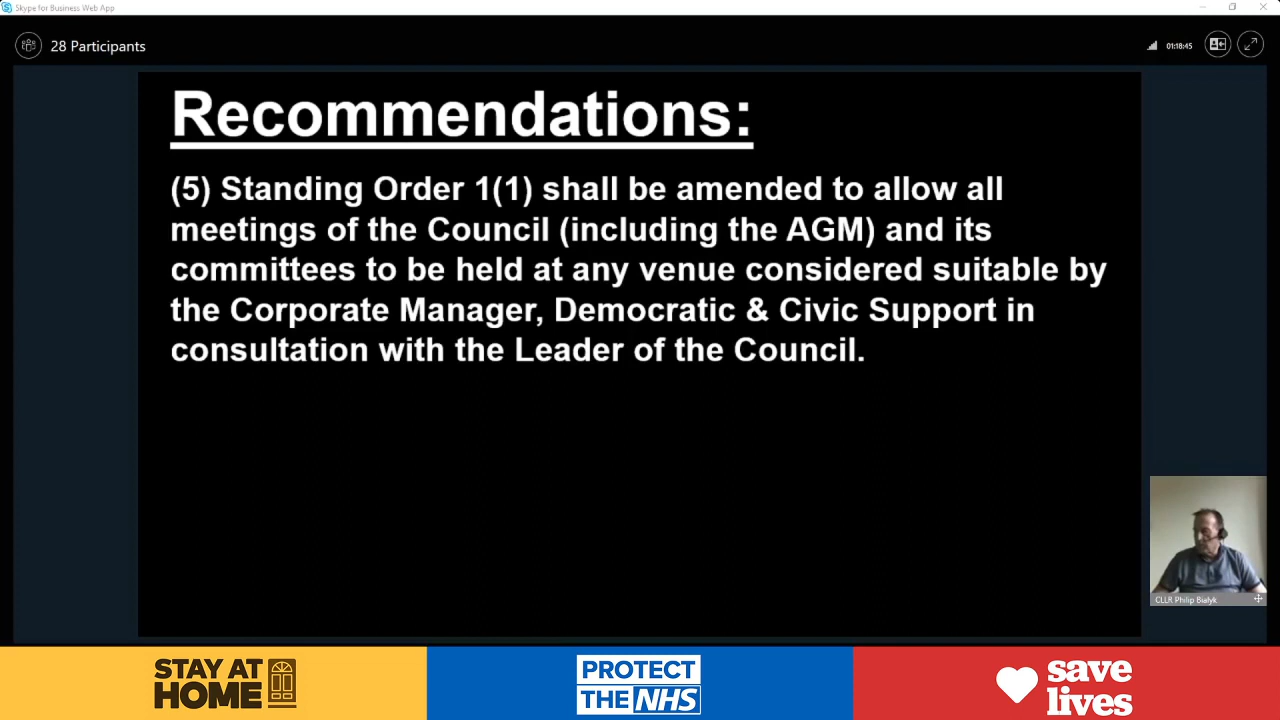 Skype for Business Web App
28 Participants
01:18:45
Recommendations:
(5) Standing Order 1(1) shall be amended to allow all
meetings of the Council (including the AGM) and its
committees to be held at any venue considered suitable by
the Corporate Manager, Democratic & Civic Support in
consultation with the Leader of the Council.
CLLR Philip Bialyk
STAY AT
HOME
PROTECT
THE NHS
save
lives